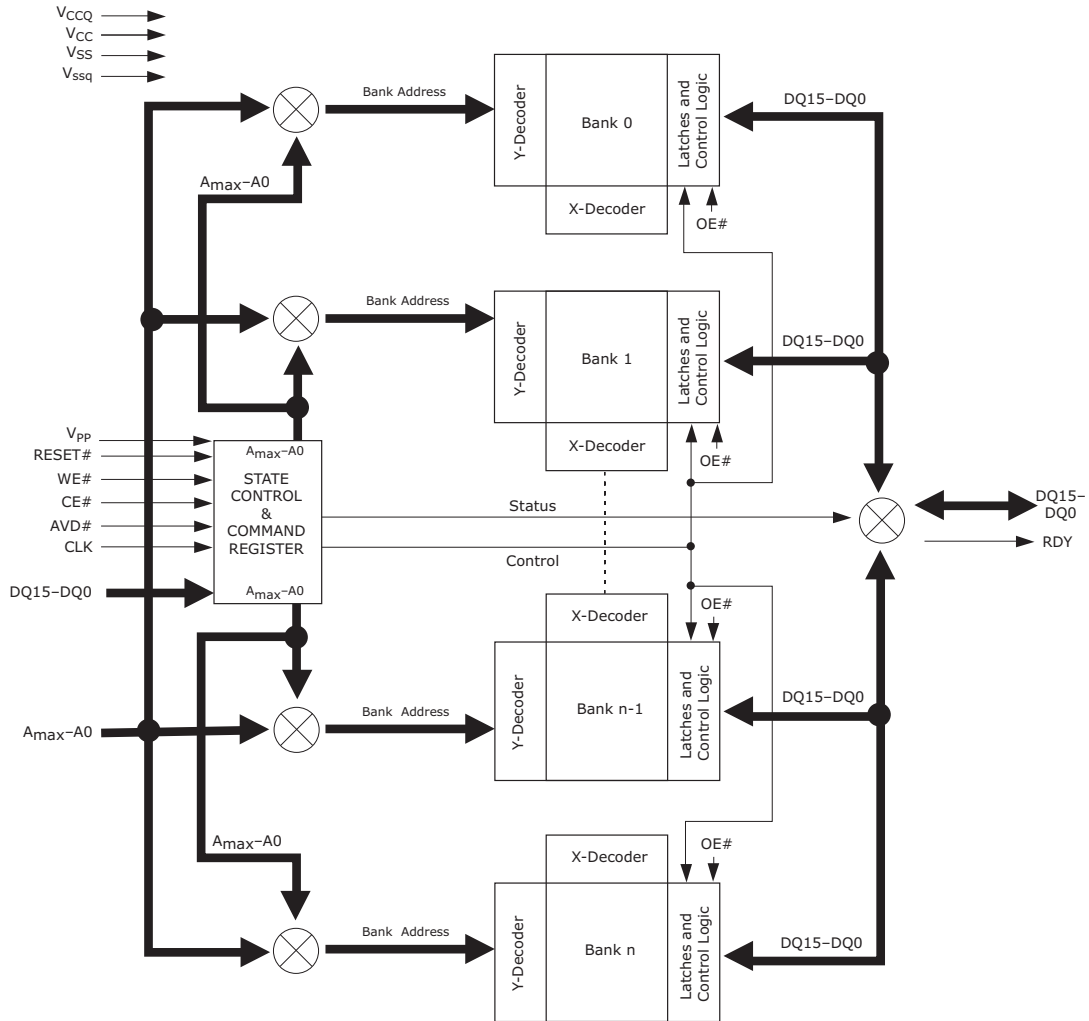 VCCQ
VCC
VSS
Vssq
Bank Address
Y-Decoder
Bank 0
Latches and
Control Logic
DQ15–DQ0
Amax–A0
X-Decoder
OE#
Bank Address
Y-Decoder
Bank 1
Latches and
Control Logic
DQ15–DQ0
X-Decoder
OE#
VPP
RESET#
WE#
CE#
AVD#
CLK
DQ15–DQ0
Amax–A0
STATE
CONTROL
&
COMMAND
REGISTER
Amax–A0
Status
Control
DQ15–
DQ0
RDY
X-Decoder
OE#
Amax–A0
Bank Address
Y-Decoder
Bank n-1
Latches and
Control Logic
DQ15–DQ0
Amax–A0
X-Decoder
OE#
Bank Address
Y-Decoder
Bank n
Latches and
Control Logic
DQ15–DQ0